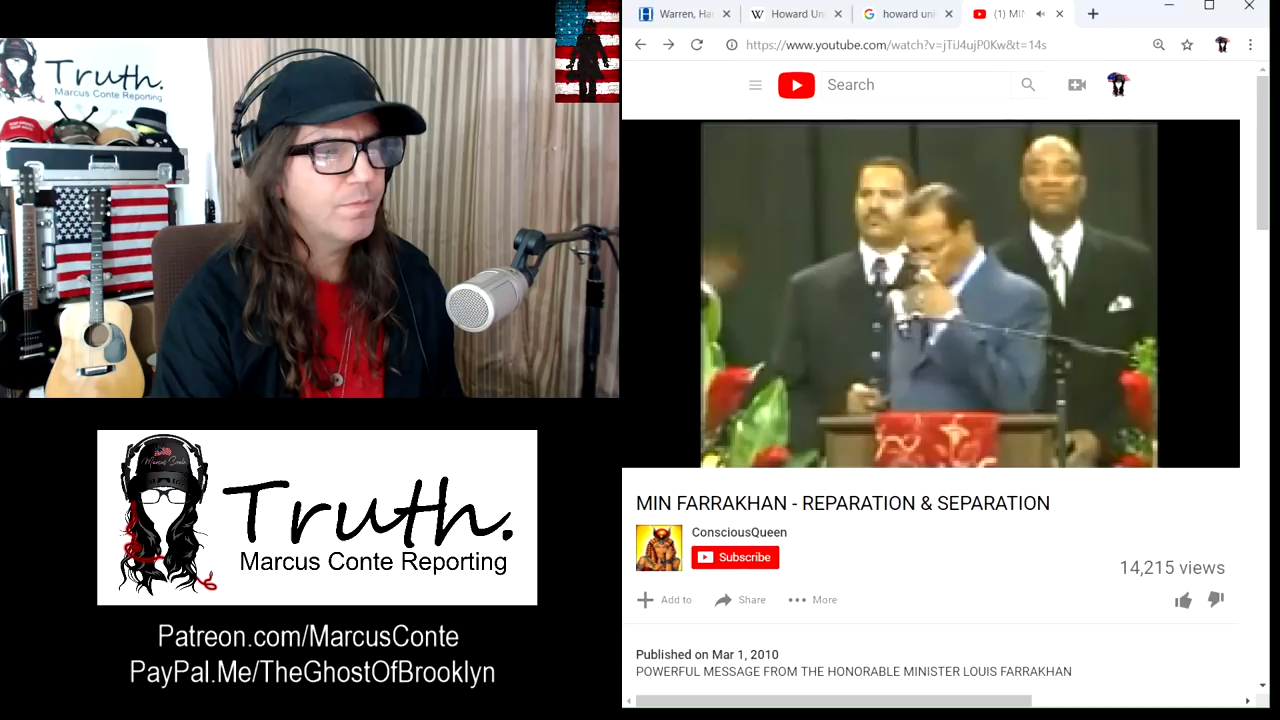 Truth.
Marcus Conte Reporting
Truth.
Marcus Conte Reporting
Patreon.com/MarcusConte
PayPal.Me/TheGhostOfBrooklyn
Warren, Ha
Howard Un
howard uni
https://www.youtube.com/watch?v=jTiJ4ujP0Kw&t=14s
Search
MIN FARRAKHAN - REPARATION & SEPARATION
ConsciousQueen
Subscribe
14,215 views
Add to
Share
More
Published on Mar 1, 2010
POWERFUL MESSAGE FROM THE HONORABLE MINISTER LOUIS FARRAKHAN